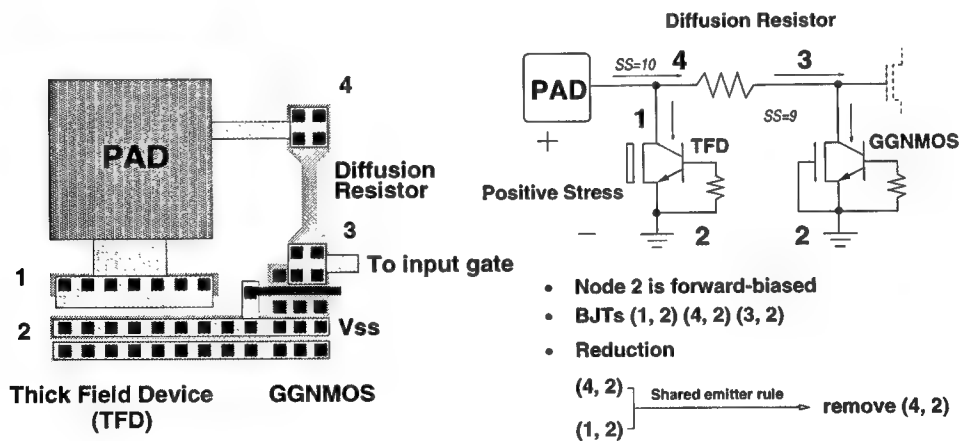 4
PAD
Diffusion
Resistor
3
To input gate
1
2
Vss
Thick Field Device
(TFD)
GGNMOS
Diffusion Resistor
SS=10
4
3
PAD
SS=9
1
+
TFD
GGNMOS
Positive Stress
−
2
2
• Node 2 is forward-biased
• BJTs (1, 2) (4, 2) (3, 2)
• Reduction
(4, 2)
Shared emitter rule
remove (4, 2)
(1, 2)